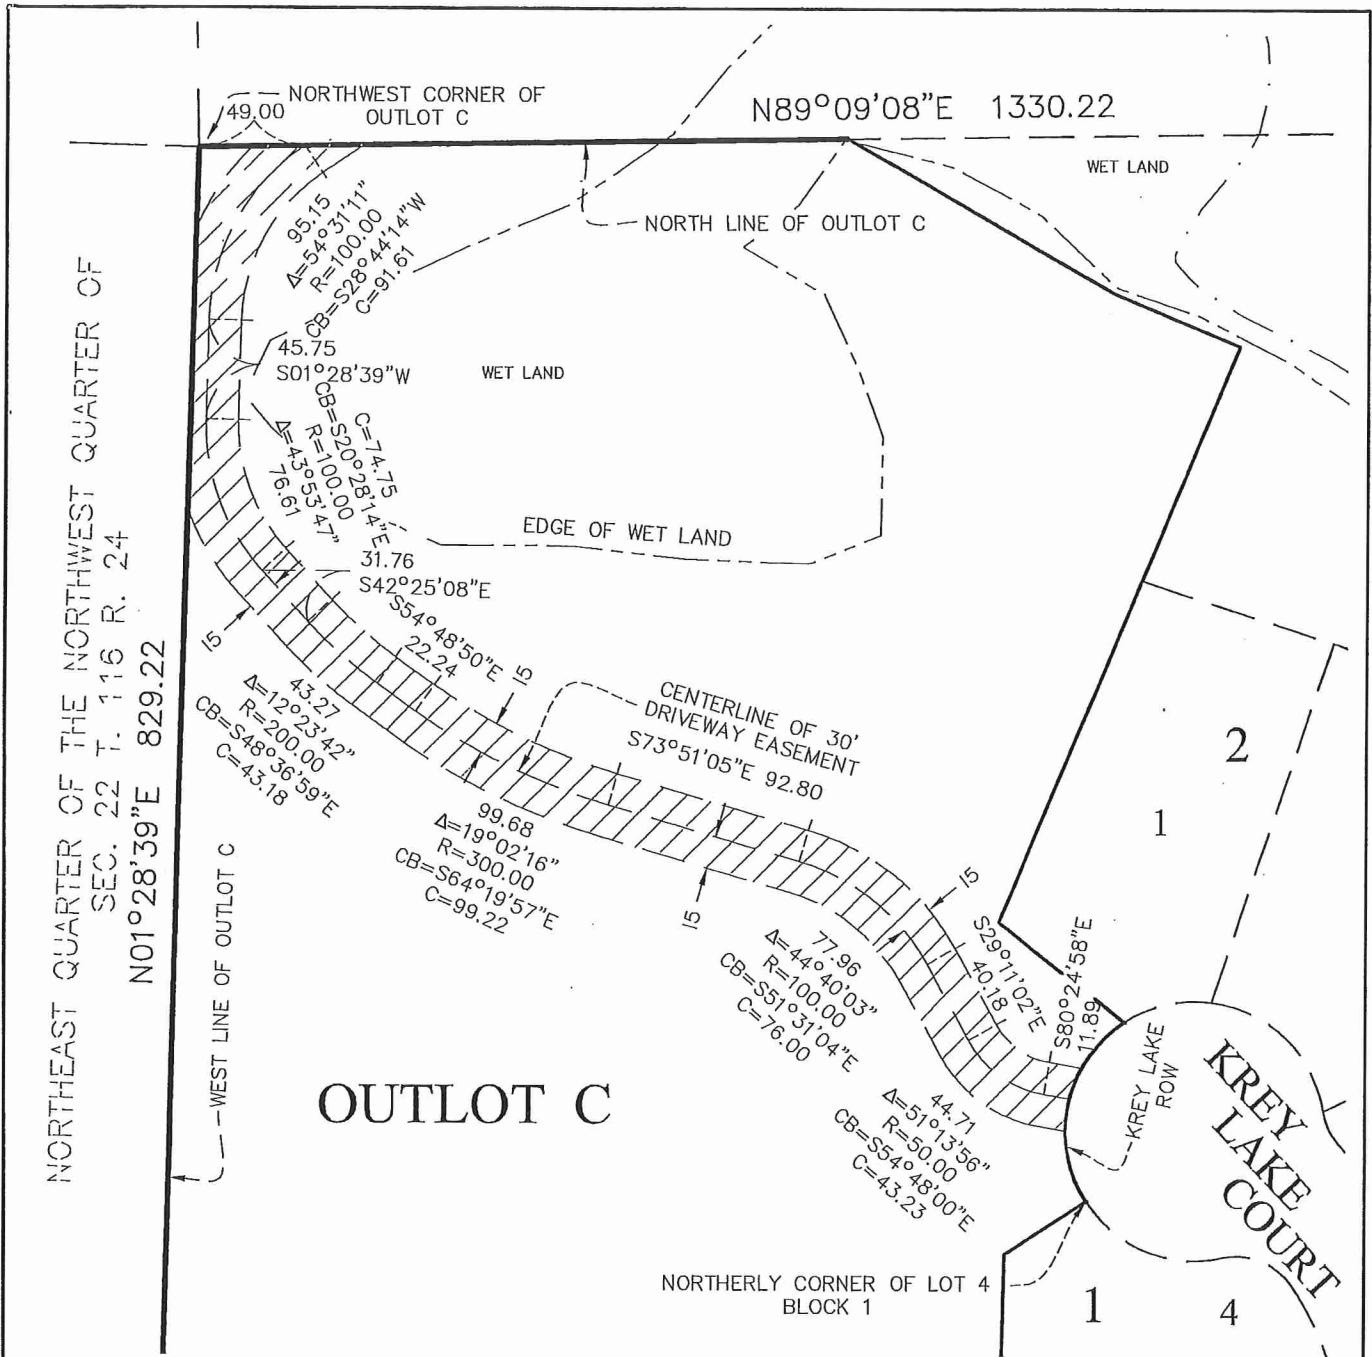 NORTHWEST CORNER OF
OUTLOT C
49.00
N89°09'08"E 1330.22
WET LAND
NORTH LINE OF OUTLOT C
95.15
Δ=54°31'11"
R=100.00
CB=S28°44'14"W
C=91.61
45.75
S01°28'39"W
WET LAND
C=74.75
CB=S20°28'14"E
R=100.00
Δ=43°53'47"
76.61
EDGE OF WET LAND
31.76
S42°25'08"E
S54°48'50"E
22.24
15
15
NORTHEAST QUARTER OF THE NORTHWEST QUARTER OF
SEC. 22 T. 116 R. 24
N01°28'39"E 829.22
WEST LINE OF OUTLOT C
43.27
Δ=12°23'42"
R=200.00
CB=S48°36'59"E
C=43.18
CENTERLINE OF 30'
DRIVEWAY EASEMENT
S73°51'05"E 92.80
99.68
Δ=19°02'16"
R=300.00
CB=S64°19'57"E
C=99.22
2
1
15
15
77.96
Δ=44°40'03"
R=100.00
CB=S51°31'04"E
C=76.00
S29°11'02"E
40.18
S80°24'58"E
11.89
KREY LAKE
ROW
44.71
Δ=51°13'56"
R=50.00
CB=S54°48'00"E
C=43.23
OUTLOT C
KREY
LAKE
COURT
NORTHERLY CORNER OF LOT 4
BLOCK 1
1
4